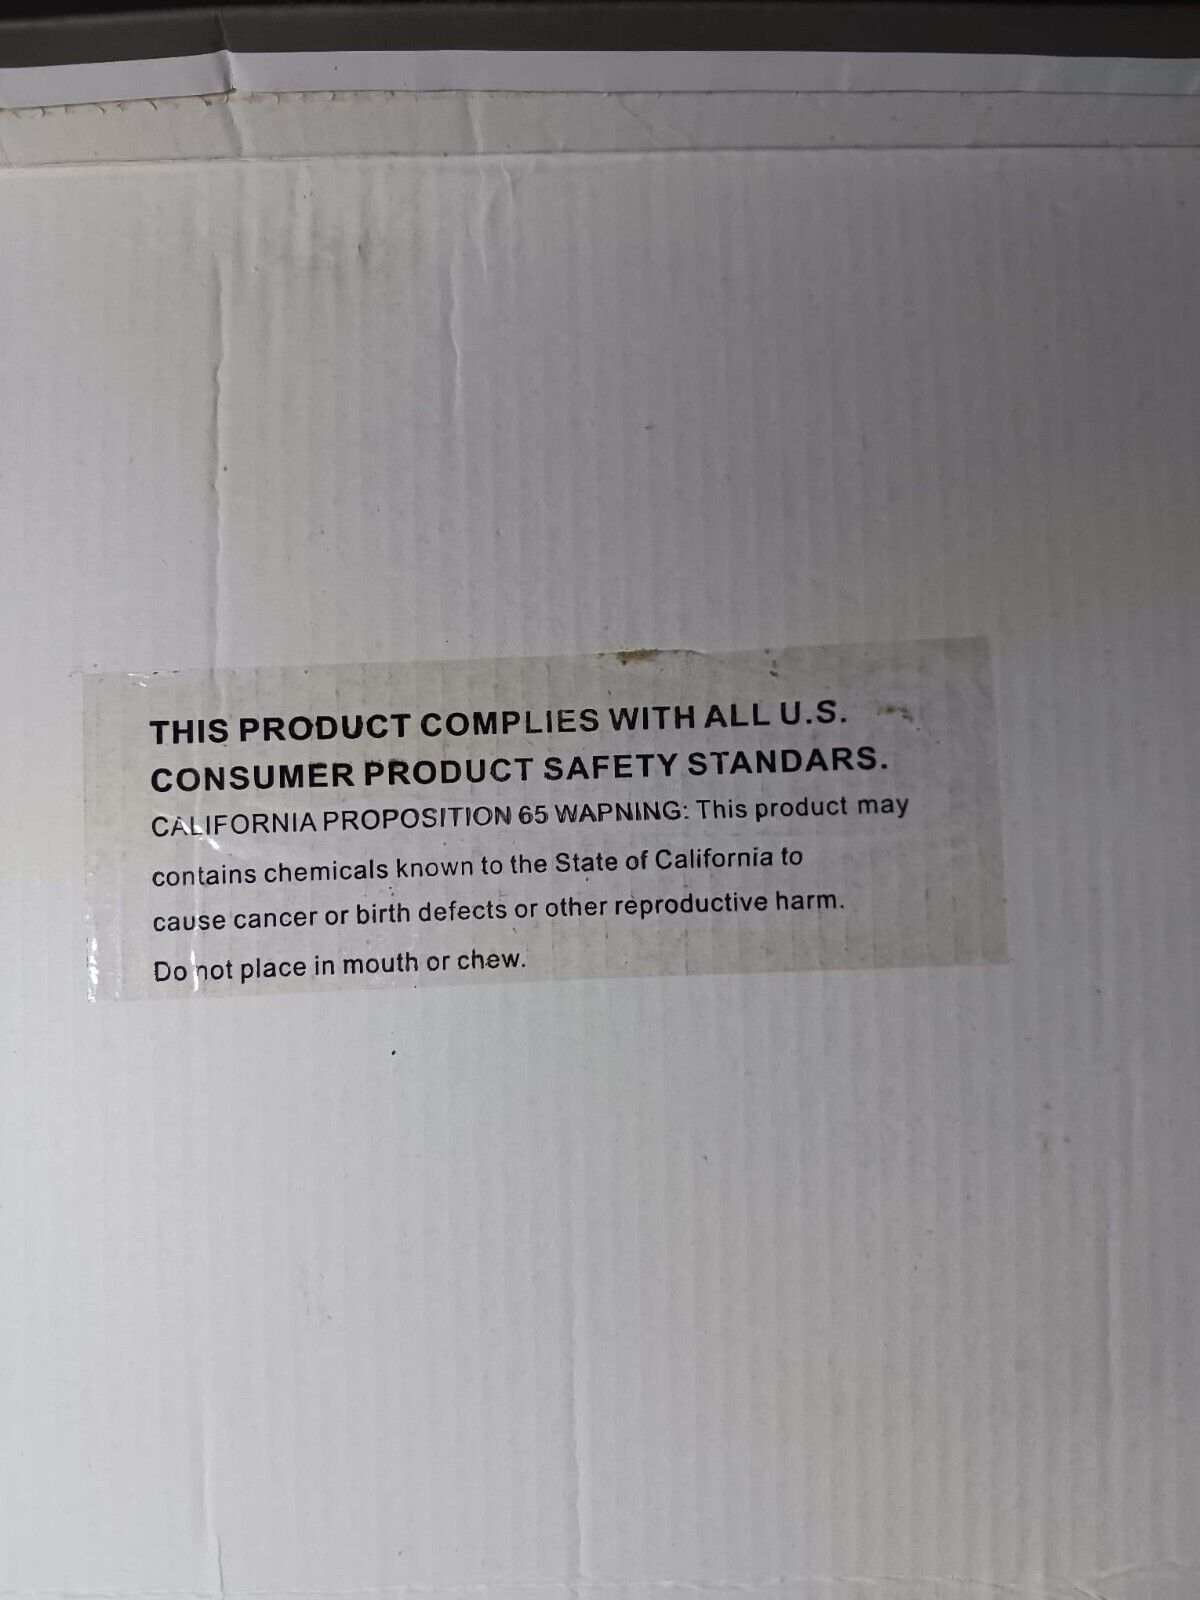 THIS PRODUCT COMPLIES WITH ALL U.S.
CONSUMER PRODUCT SAFETY STANDARS.
CALIFORNIA PROPOSITION 65 WAPNING: This product may
contains chemicals known to the State of California to
cause cancer or birth defects or other reproductive harm.
Do not place in mouth or chew.